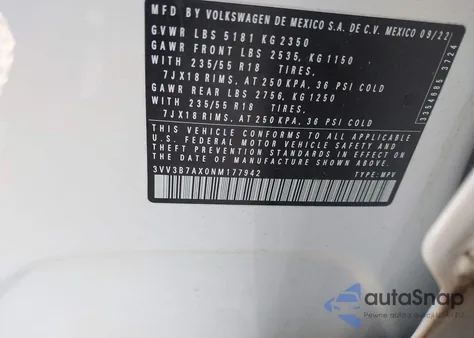 MFD BY VOLKSWAGEN DE MEXICO S.A. DE C.V. MEXICO 09/22
GVWR LBS 5181 KG 2350
GAWR FRONT LBS 2535, KG 1150
WITH 235/55 R18 TIRES,
7JX18 RIMS, AT 250 KPA, 36 PSI COLD
GAWR REAR LBS 2756, KG 1250
WITH 235/55 R18 TIRES,
7JX18 RIMS, AT 250 KPA, 36 PSI COLD
THIS VEHICLE CONFORMS TO ALL APPLICABLE
U.S. FEDERAL MOTOR VEHICLE SAFETY AND
THEFT PREVENTION STANDARDS IN EFFECT ON THE
DATE OF MANUFACTURE SHOWN ABOVE.
3VV3B7AX0NM177942 TYPE: MPV
3354585 3724
autoSnap